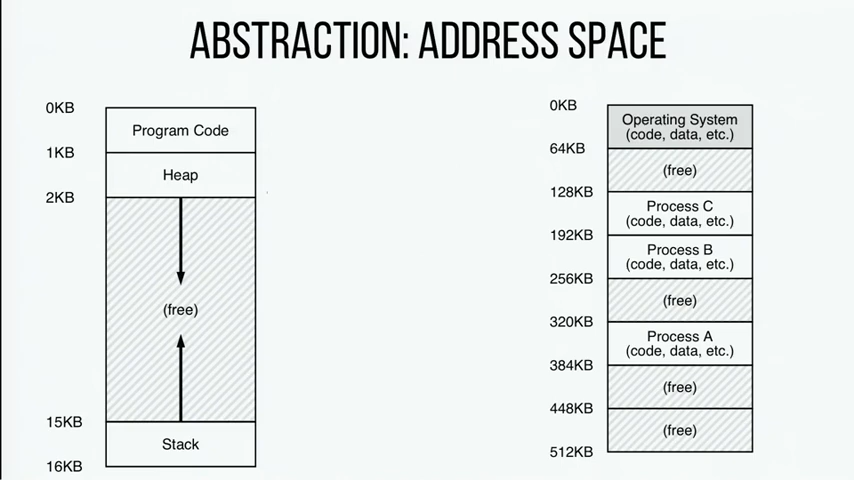 ABSTRACTION: ADDRESS SPACE
0KB
Program Code
1KB
Heap
2KB
(free)
15KB
Stack
16KB
0KB
Operating System
(code, data, etc.)
64KB
(free)
128KB
Process C
(code, data, etc.)
192KB
Process B
(code, data, etc.)
256KB
(free)
320KB
Process A
(code, data, etc.)
384KB
(free)
448KB
(free)
512KB